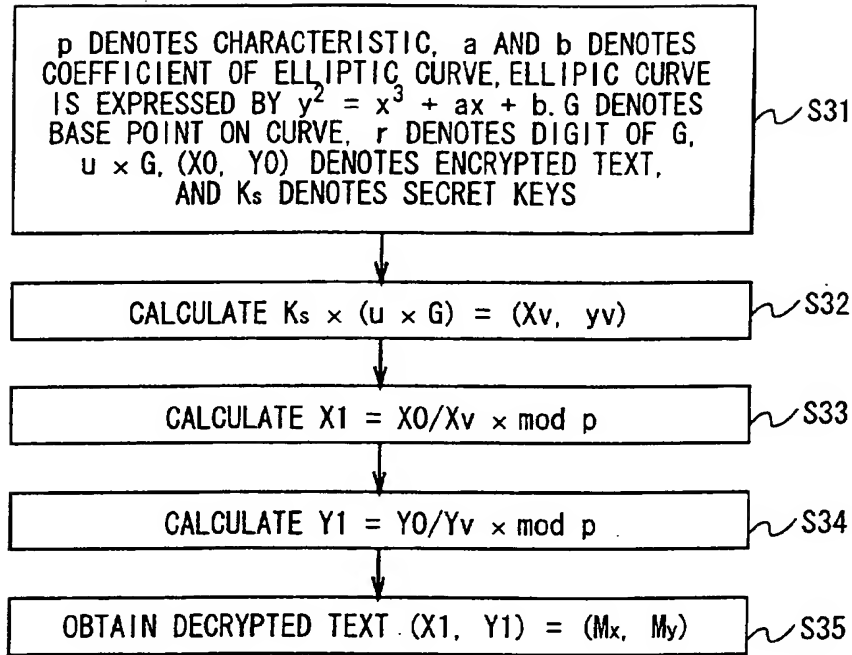 p DENOTES CHARACTERISTIC, a AND b DENOTES
COEFFICIENT OF ELLIPTIC CURVE, ELLIPIC CURVE
IS EXPRESSED BY y² = x³ + ax + b. G DENOTES
BASE POINT ON CURVE, r DENOTES DIGIT OF G,
u × G, (X0, Y0) DENOTES ENCRYPTED TEXT,
AND Ks DENOTES SECRET KEYS
S31
CALCULATE Ks × (u × G) = (Xv, yv)
S32
CALCULATE X1 = X0/Xv × mod p
S33
CALCULATE Y1 = Y0/Yv × mod p
S34
OBTAIN DECRYPTED TEXT (X1, Y1) = (Mx, My)
S35